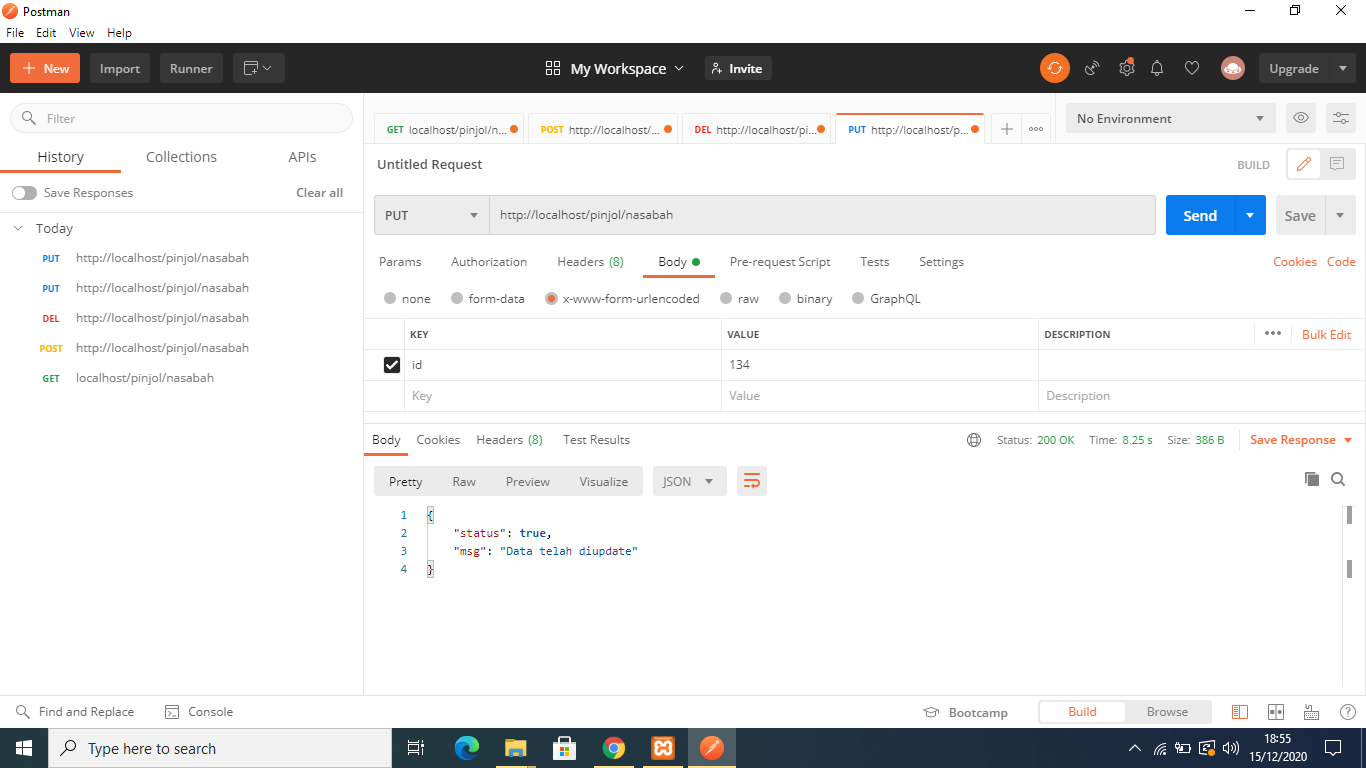 Postman
File Edit View Help
New Import Runner My Workspace Invite Upgrade
Filter
History Collections APIs
Save Responses Clear all
Today
PUT http://localhost/pinjol/nasabah
PUT http://localhost/pinjol/nasabah
DEL http://localhost/pinjol/nasabah
POST http://localhost/pinjol/nasabah
GET localhost/pinjol/nasabah
GET localhost/pinjol/n... POST http://localhost/... DEL http://localhost/pi... PUT http://localhost/p... No Environment
Untitled Request BUILD
PUT http://localhost/pinjol/nasabah Send Save
Params Authorization Headers (8) Body Pre-request Script Tests Settings Cookies Code
none form-data x-www-form-urlencoded raw binary GraphQL
KEY VALUE DESCRIPTION Bulk Edit
id 134
Key Value Description
Body Cookies Headers (8) Test Results Status: 200 OK Time: 8.25 s Size: 386 B Save Response
Pretty Raw Preview Visualize JSON
1 {
2 "status": true,
3 "msg": "Data telah diupdate"
4 }
Find and Replace Console Bootcamp Build Browse
Type here to search 18:55
15/12/2020